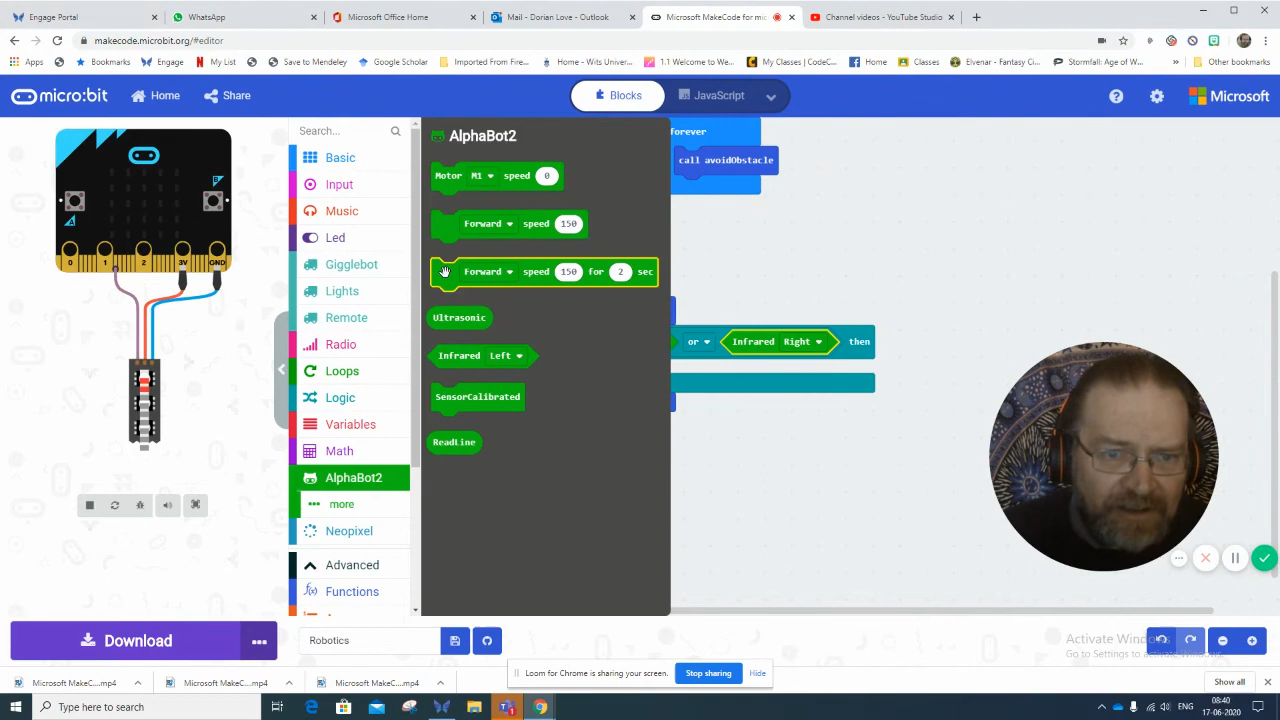 Engage Portal
WhatsApp
Microsoft Office Home
Mail - Dorian Love - Outlook
Microsoft MakeCode for mic
Channel videos - YouTube Studio
makecode.microbit.org/#editor
Apps
Bookmarks
Engage
My List
Save to Mendeley
Google Scholar
Imported From Fire...
Home - Wits Univer...
1.1 Welcome to We...
My Classes | CodeC...
Home
Classes
Elvenar - Fantasy Ci...
Stormfall: Age of W...
Other bookmarks
micro:bit
Home
Share
Blocks
JavaScript
Microsoft
Search...
Basic
Input
Music
Led
Gigglebot
Lights
Remote
Radio
Loops
Logic
Variables
Math
AlphaBot2
more
Neopixel
Advanced
Functions
AlphaBot2
Motor M1 speed 0
Forward speed 150
Forward speed 150 for 2 sec
Ultrasonic
Infrared Left
SensorCalibrated
ReadLine
forever
call avoidObstacle
or Infrared Right then
B
A
0 1 2 3V GND
Download
Robotics
Activate Windows
Go to Settings to activate Windows.
Loom for Chrome is sharing your screen.
Stop sharing
Hide
Microsoft MakeC....mp4
Microsoft MakeC....mp4
Microsoft MakeC....mp4
Show all
Type here to search
ENG
08:40
17-06-2020